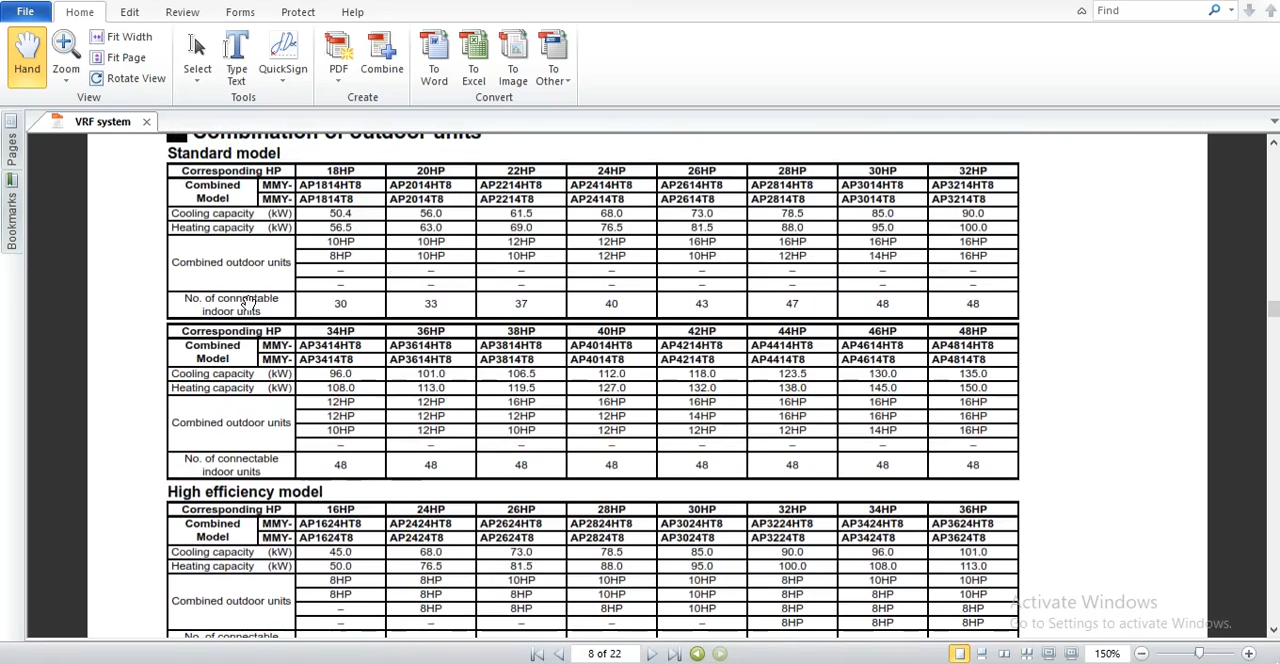 File Home Edit Review Forms Protect Help Find
Hand Zoom Fit Width Fit Page Rotate View Select Type Text QuickSign PDF Combine To Word To Excel To Image To Other
View Tools Create Convert
VRF system
Pages
Bookmarks
Combination of outdoor units
Standard model
Corresponding HP 18HP 20HP 22HP 24HP 26HP 28HP 30HP 32HP
Combined Model MMY- AP1814HT8 AP2014HT8 AP2214HT8 AP2414HT8 AP2614HT8 AP2814HT8 AP3014HT8 AP3214HT8
MMY- AP1814T8 AP2014T8 AP2214T8 AP2414T8 AP2614T8 AP2814T8 AP3014T8 AP3214T8
Cooling capacity (kW) 50.4 56.0 61.5 68.0 73.0 78.5 85.0 90.0
Heating capacity (kW) 56.5 63.0 69.0 76.5 81.5 88.0 95.0 100.0
Combined outdoor units 10HP 10HP 12HP 12HP 16HP 16HP 16HP 16HP
8HP 10HP 10HP 12HP 10HP 12HP 14HP 16HP
– – – – – – – –
– – – – – – – –
No. of connectable indoor units 30 33 37 40 43 47 48 48
Corresponding HP 34HP 36HP 38HP 40HP 42HP 44HP 46HP 48HP
Combined Model MMY- AP3414HT8 AP3614HT8 AP3814HT8 AP4014HT8 AP4214HT8 AP4414HT8 AP4614HT8 AP4814HT8
MMY- AP3414T8 AP3614T8 AP3814T8 AP4014T8 AP4214T8 AP4414T8 AP4614T8 AP4814T8
Cooling capacity (kW) 96.0 101.0 106.5 112.0 118.0 123.5 130.0 135.0
Heating capacity (kW) 108.0 113.0 119.5 127.0 132.0 138.0 145.0 150.0
Combined outdoor units 12HP 12HP 16HP 16HP 16HP 16HP 16HP 16HP
12HP 12HP 12HP 12HP 14HP 16HP 16HP 16HP
10HP 12HP 10HP 12HP 12HP 12HP 14HP 16HP
– – – – – – – –
No. of connectable indoor units 48 48 48 48 48 48 48 48
High efficiency model
Corresponding HP 16HP 24HP 26HP 28HP 30HP 32HP 34HP 36HP
Combined Model MMY- AP1624HT8 AP2424HT8 AP2624HT8 AP2824HT8 AP3024HT8 AP3224HT8 AP3424HT8 AP3624HT8
MMY- AP1624T8 AP2424T8 AP2624T8 AP2824T8 AP3024T8 AP3224T8 AP3424T8 AP3624T8
Cooling capacity (kW) 45.0 68.0 73.0 78.5 85.0 90.0 96.0 101.0
Heating capacity (kW) 50.0 76.5 81.5 88.0 95.0 100.0 108.0 113.0
Combined outdoor units 8HP 8HP 10HP 10HP 10HP 8HP 10HP 10HP
8HP 8HP 8HP 10HP 10HP 8HP 8HP 10HP
– 8HP 8HP 8HP 10HP 8HP 8HP 8HP
– – – – – 8HP 8HP 8HP
No. of connectable
Activate Windows
Go to Settings to activate Windows.
8 of 22 150%